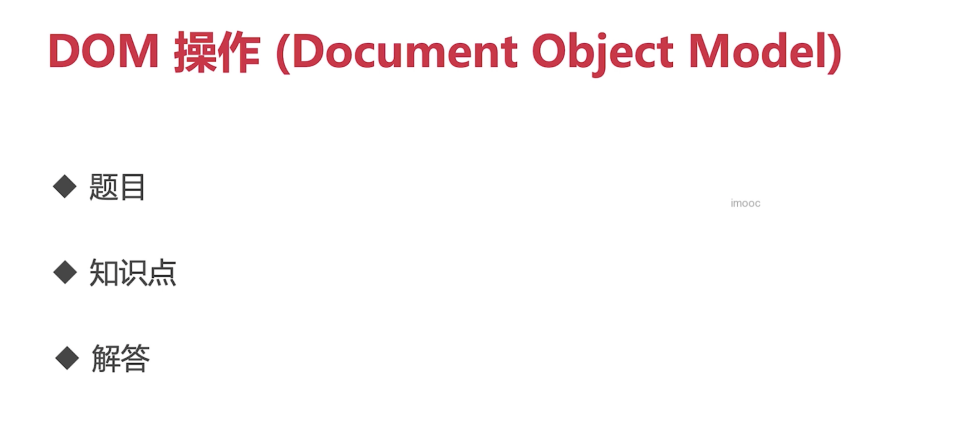 DOM 操作 (Document Object Model)
◆ 题目
imooc
◆ 知识点
◆ 解答